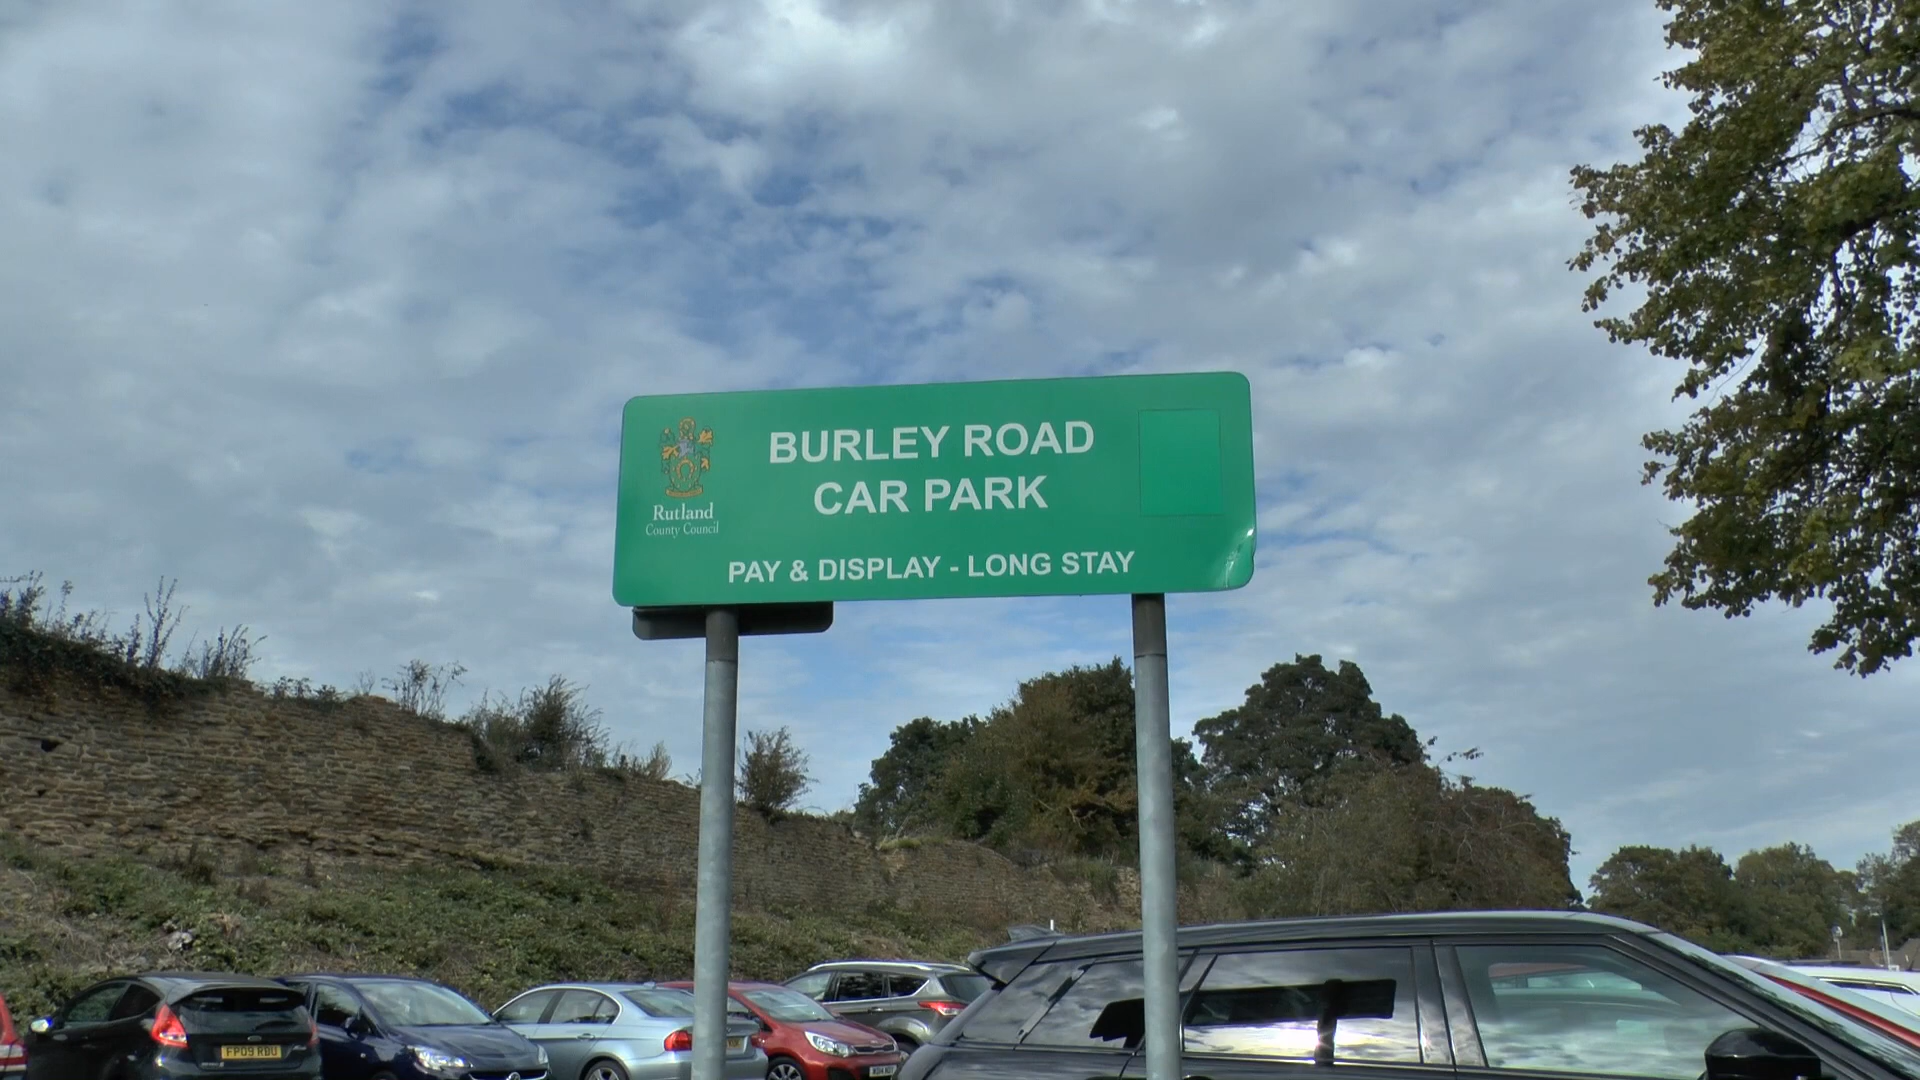 BURLEY ROAD
CAR PARK
Rutland
County Council
PAY & DISPLAY - LONG STAY
FP09 RBU